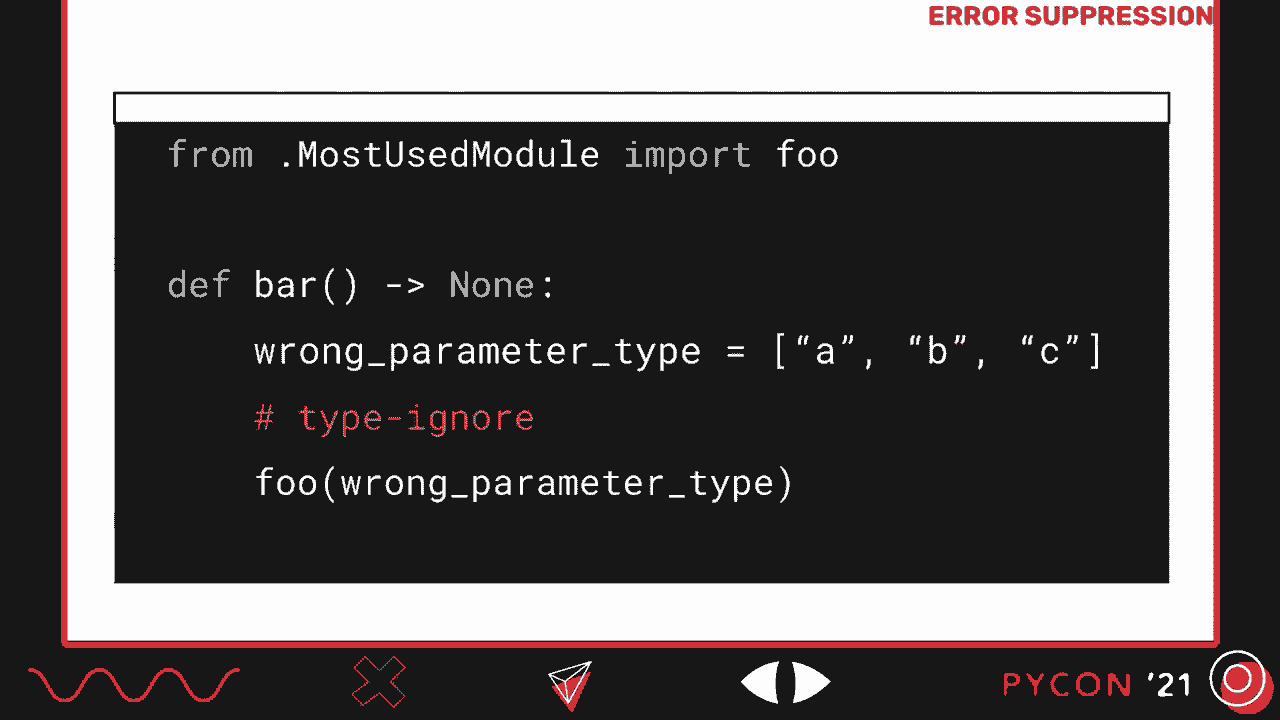 ERROR SUPPRESSION
from .MostUsedModule import foo
def bar() -> None:
wrong_parameter_type = [“a”, “b”, “c”]
# type-ignore
foo(wrong_parameter_type)
PYCON ’21